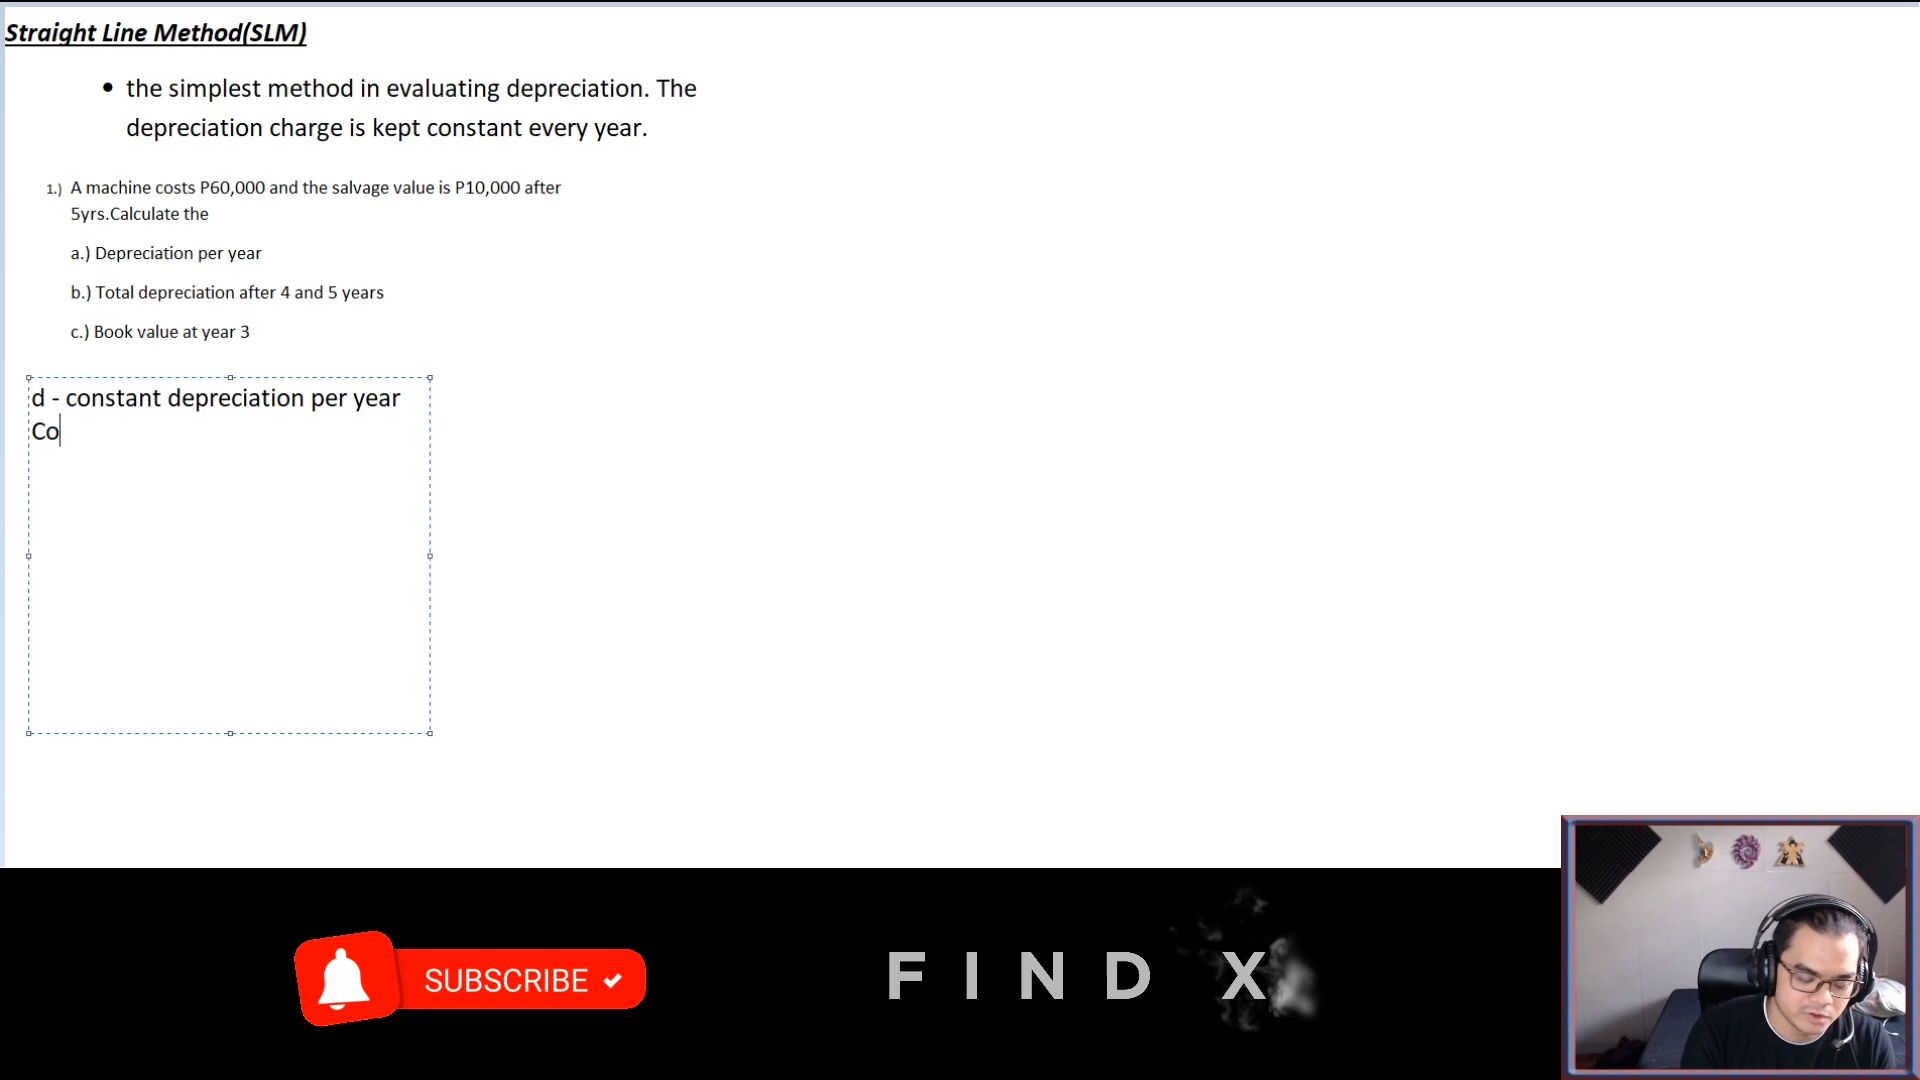 Straight Line Method(SLM)
• the simplest method in evaluating depreciation. The
depreciation charge is kept constant every year.
1.) A machine costs P60,000 and the salvage value is P10,000 after
5yrs.Calculate the
a.) Depreciation per year
b.) Total depreciation after 4 and 5 years
c.) Book value at year 3
d - constant depreciation per year
Co
SUBSCRIBE
FIND X